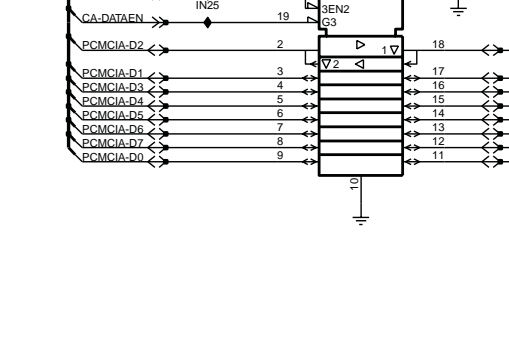 IN25
3EN2
CA-DATAEN 19 G3
PCMCIA-D2 2 1 18
2
PCMCIA-D1 3 17
PCMCIA-D3 4 16
PCMCIA-D4 5 15
PCMCIA-D5 6 14
PCMCIA-D6 7 13
PCMCIA-D7 8 12
PCMCIA-D0 9 11
10